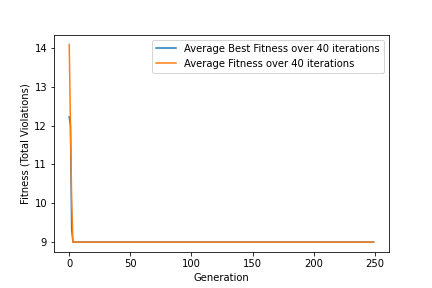 Average Best Fitness over 40 iterations
Average Fitness over 40 iterations
14
13
12
11
10
9
Fitness (Total Violations)
0 50 100 150 200 250
Generation